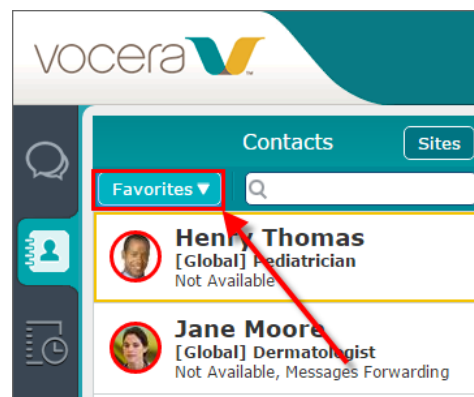 vocera
Contacts
Sites
Favorites ▼
Henry Thomas
[Global] Pediatrician
Not Available
Jane Moore
[Global] Dermatologist
Not Available, Messages Forwarding